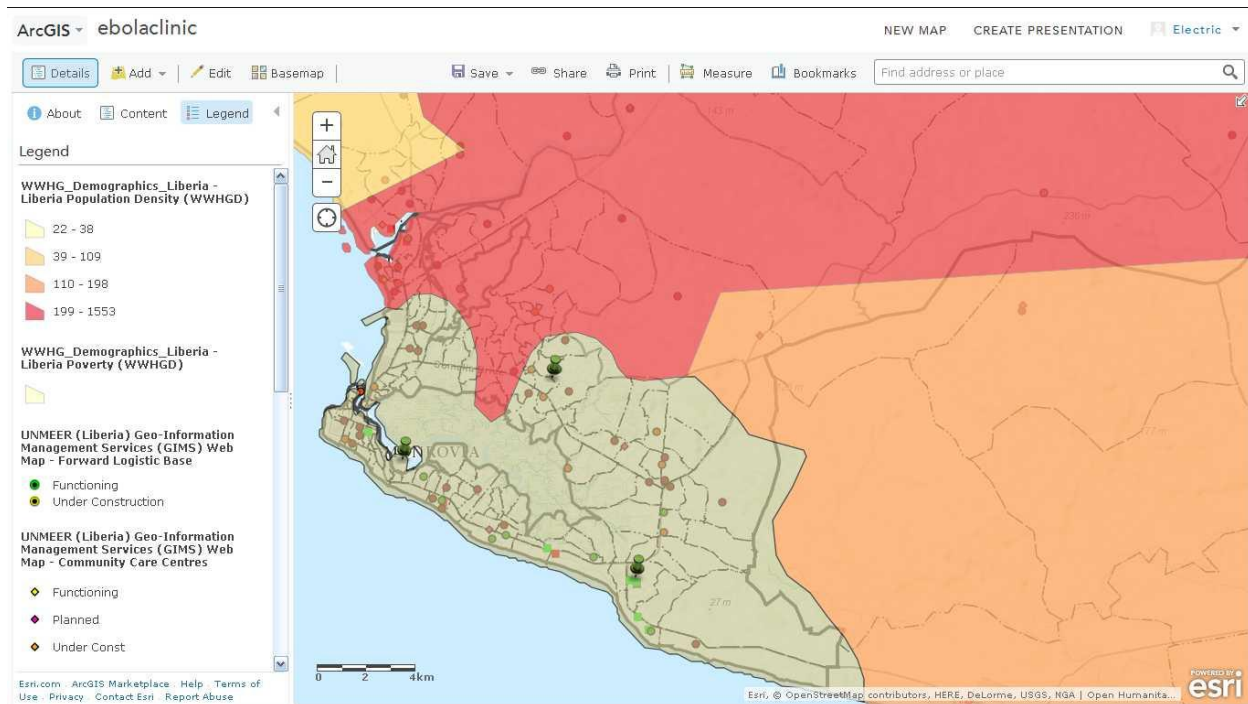 ArcGIS ebolaclinic
NEW MAP CREATE PRESENTATION Electric
Details Add Edit Basemap Save Share Print Measure Bookmarks Find address or place
About Content Legend
Legend
WWHG_Demographics_Liberia -
Liberia Population Density (WWHGD)
22 - 38
39 - 109
110 - 198
199 - 1553
WWHG_Demographics_Liberia -
Liberia Poverty (WWHGD)
UNMEER (Liberia) Geo-Information
Management Services (GIMS) Web
Map - Forward Logistic Base
Functioning
Under Construction
UNMEER (Liberia) Geo-Information
Management Services (GIMS) Web
Map - Community Care Centres
Functioning
Planned
Under Const
Esri.com ArcGIS Marketplace Help Terms of
Use Privacy Contact Esri Report Abuse
27 m
0 2 4km
Esri, © OpenStreetMap contributors, HERE, DeLorme, USGS, NGA | Open Humanita...
POWERED BY
esri